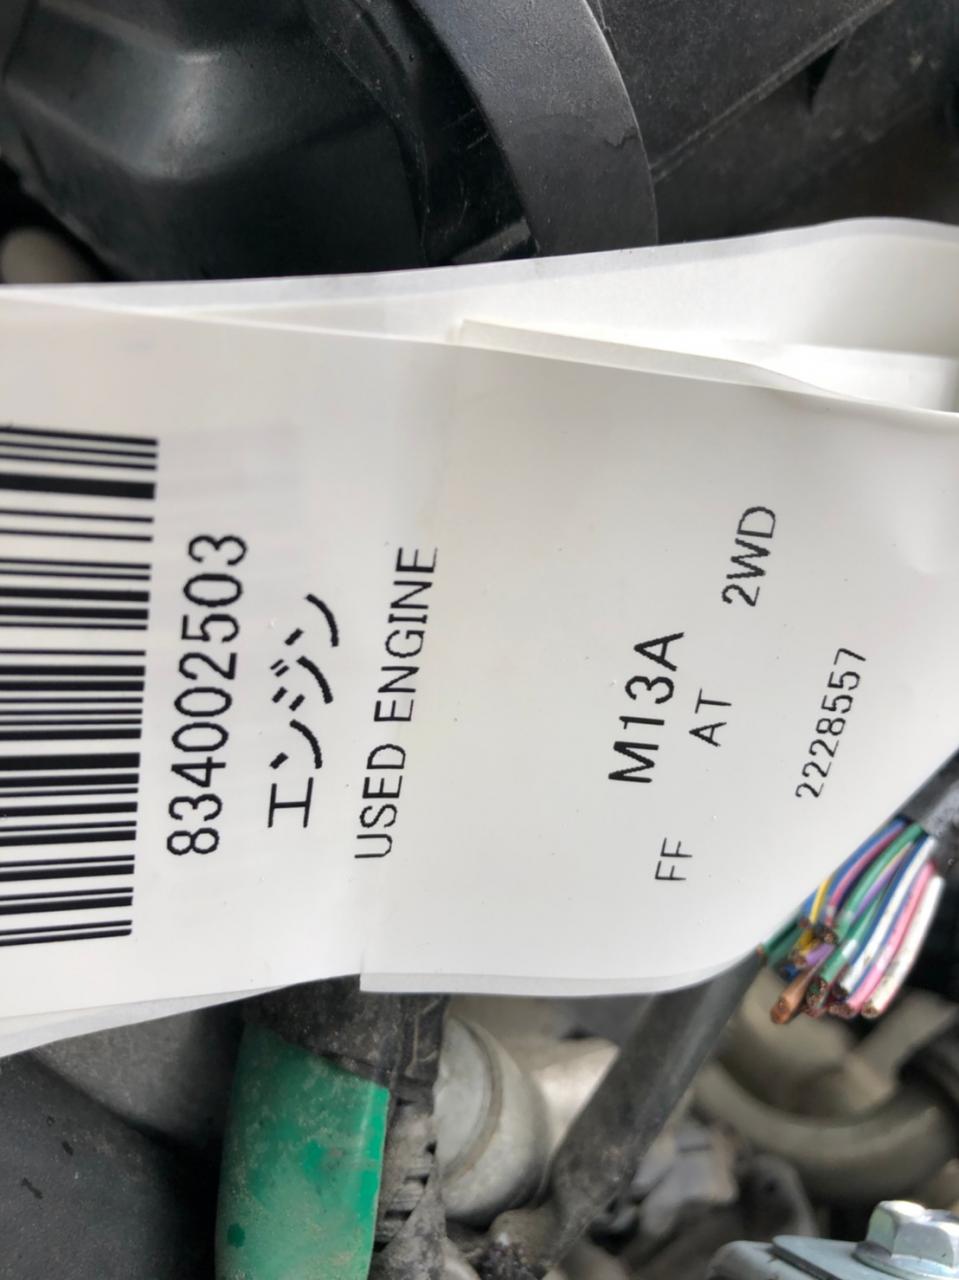 834002503
エンジン
USED ENGINE
M13A
FF AT 2WD
2228557